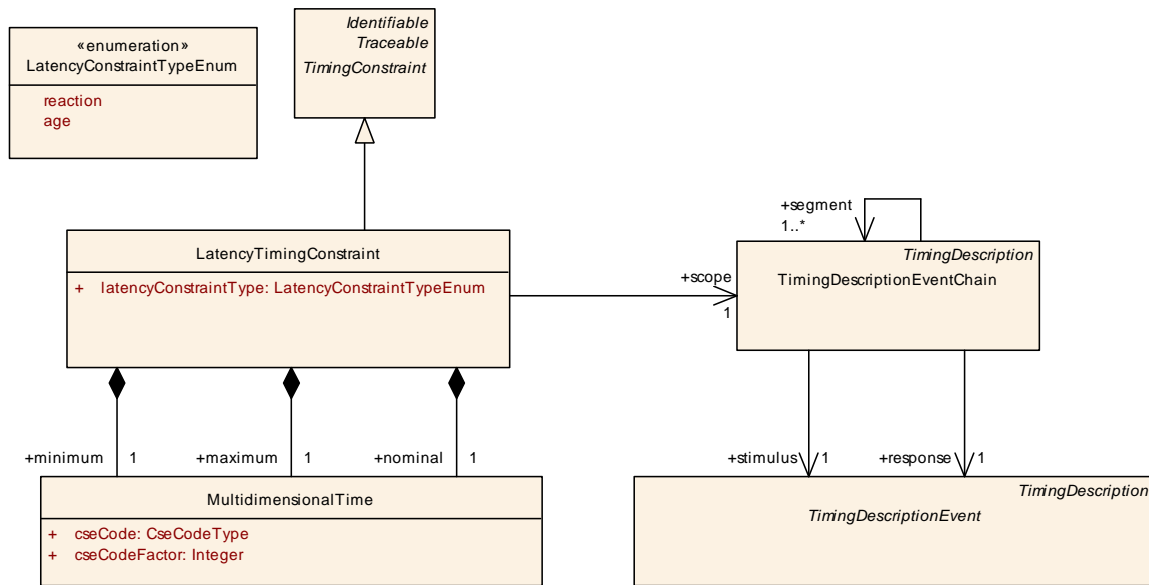 «enumeration»
LatencyConstraintTypeEnum
reaction
age
Identifiable
Traceable
TimingConstraint
LatencyTimingConstraint
+ latencyConstraintType: LatencyConstraintTypeEnum
+scope
1
+segment
1..*
TimingDescription
TimingDescriptionEventChain
+minimum 1
+maximum 1
+nominal 1
+stimulus 1
+response 1
MultidimensionalTime
+ cseCode: CseCodeType
+ cseCodeFactor: Integer
TimingDescription
TimingDescriptionEvent